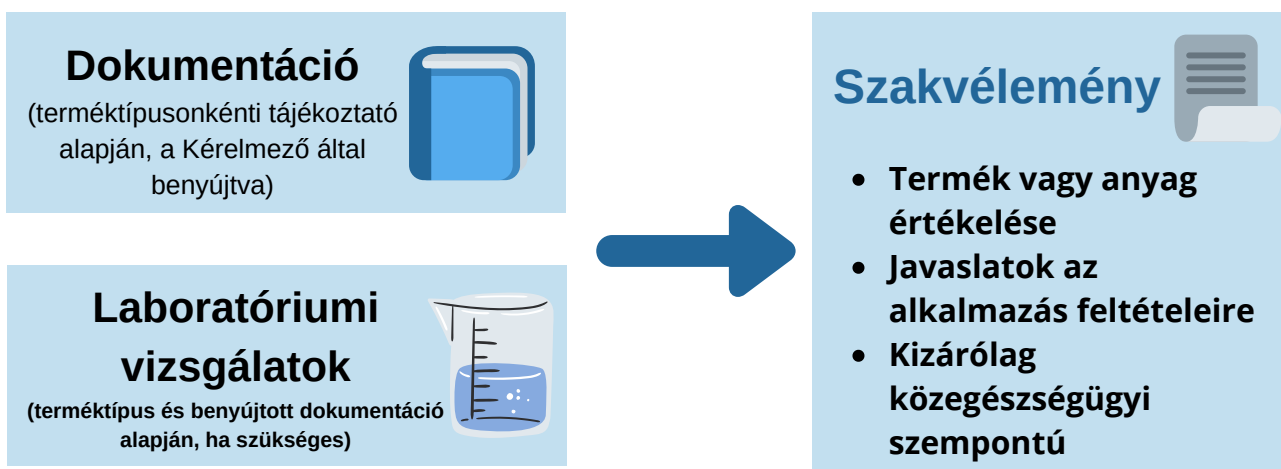 Dokumentáció
(terméktípusonkénti tájékoztató
alapján, a Kérelmező által
benyújtva)
Laboratóriumi
vizsgálatok
(terméktípus és benyújtott dokumentáció
alapján, ha szükséges)
Szakvélemény
• Termék vagy anyag
értékelése
• Javaslatok az
alkalmazás feltételeire
• Kizárólag
közegészségügyi
szempontú